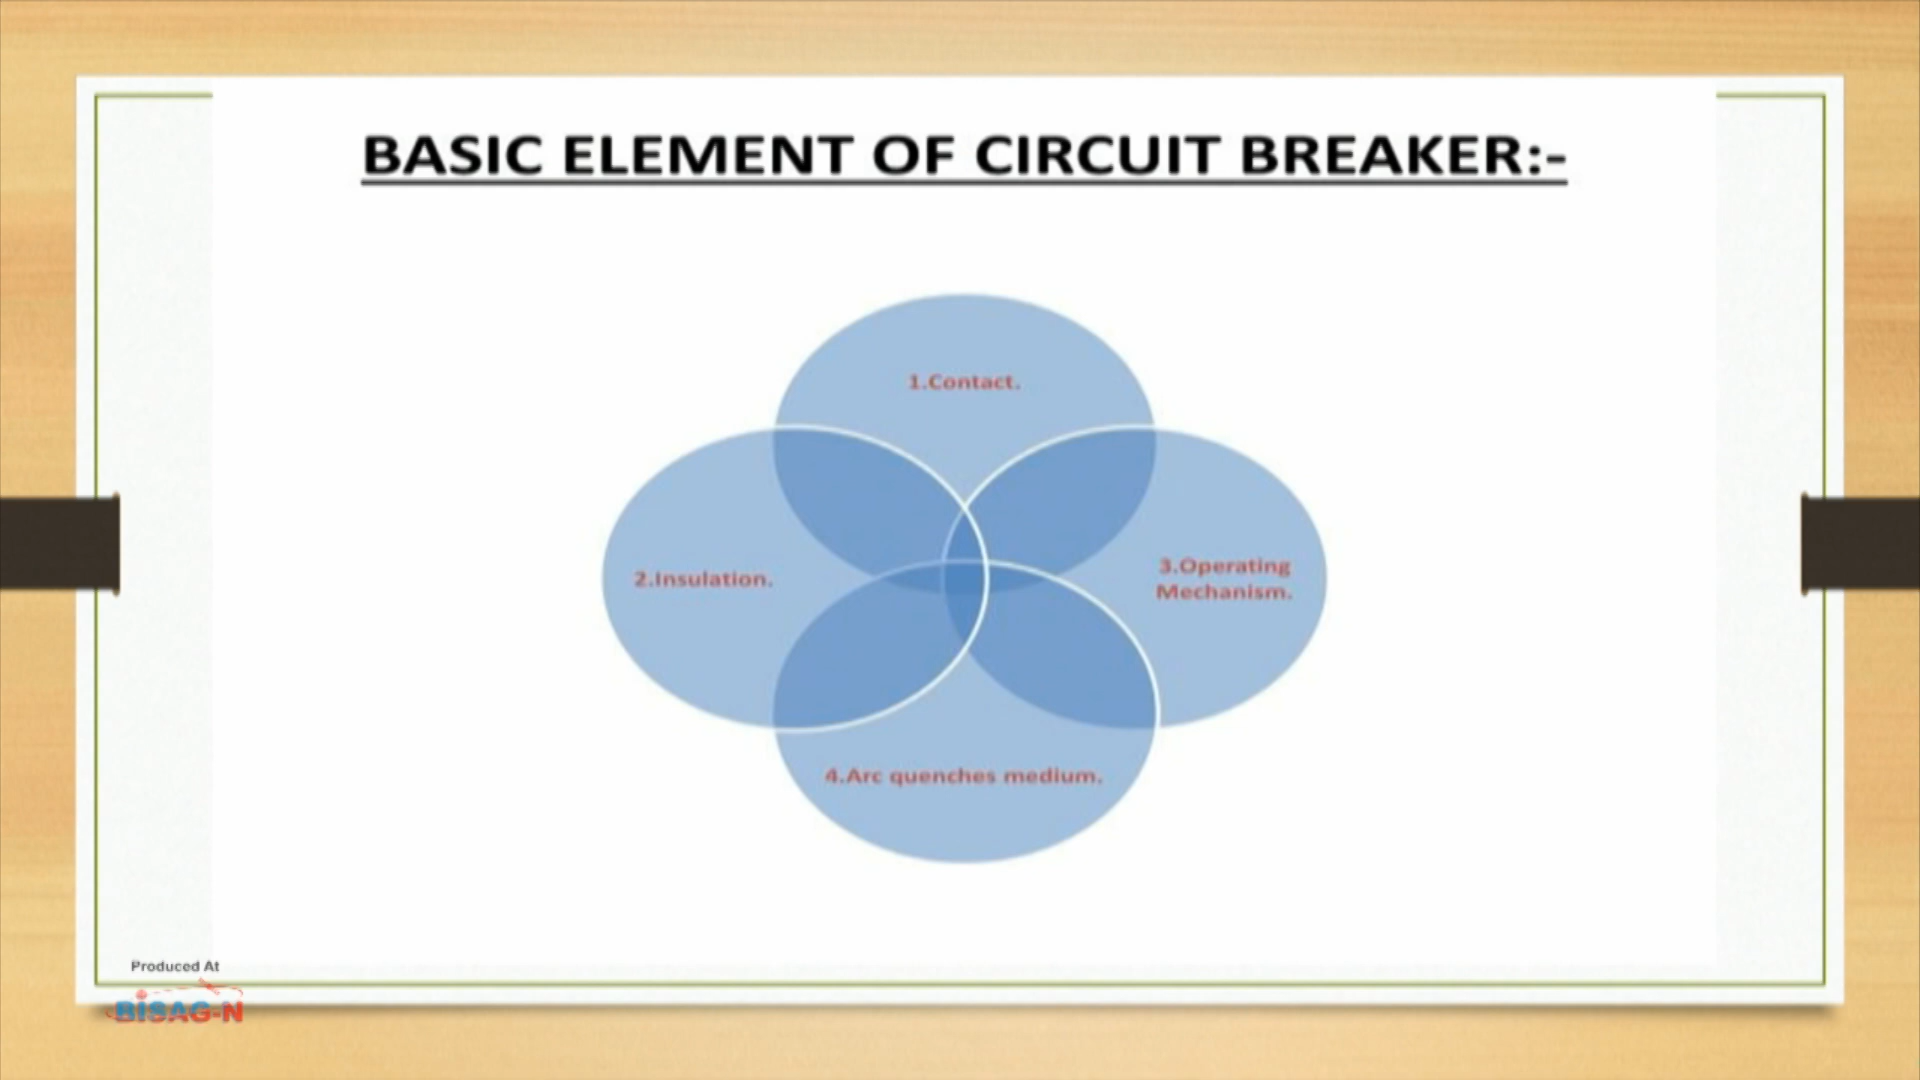 BASIC ELEMENT OF CIRCUIT BREAKER:-
1.Contact.
2.Insulation.
3.Operating
Mechanism.
4.Arc quenches medium.
Produced At
BISAG-N